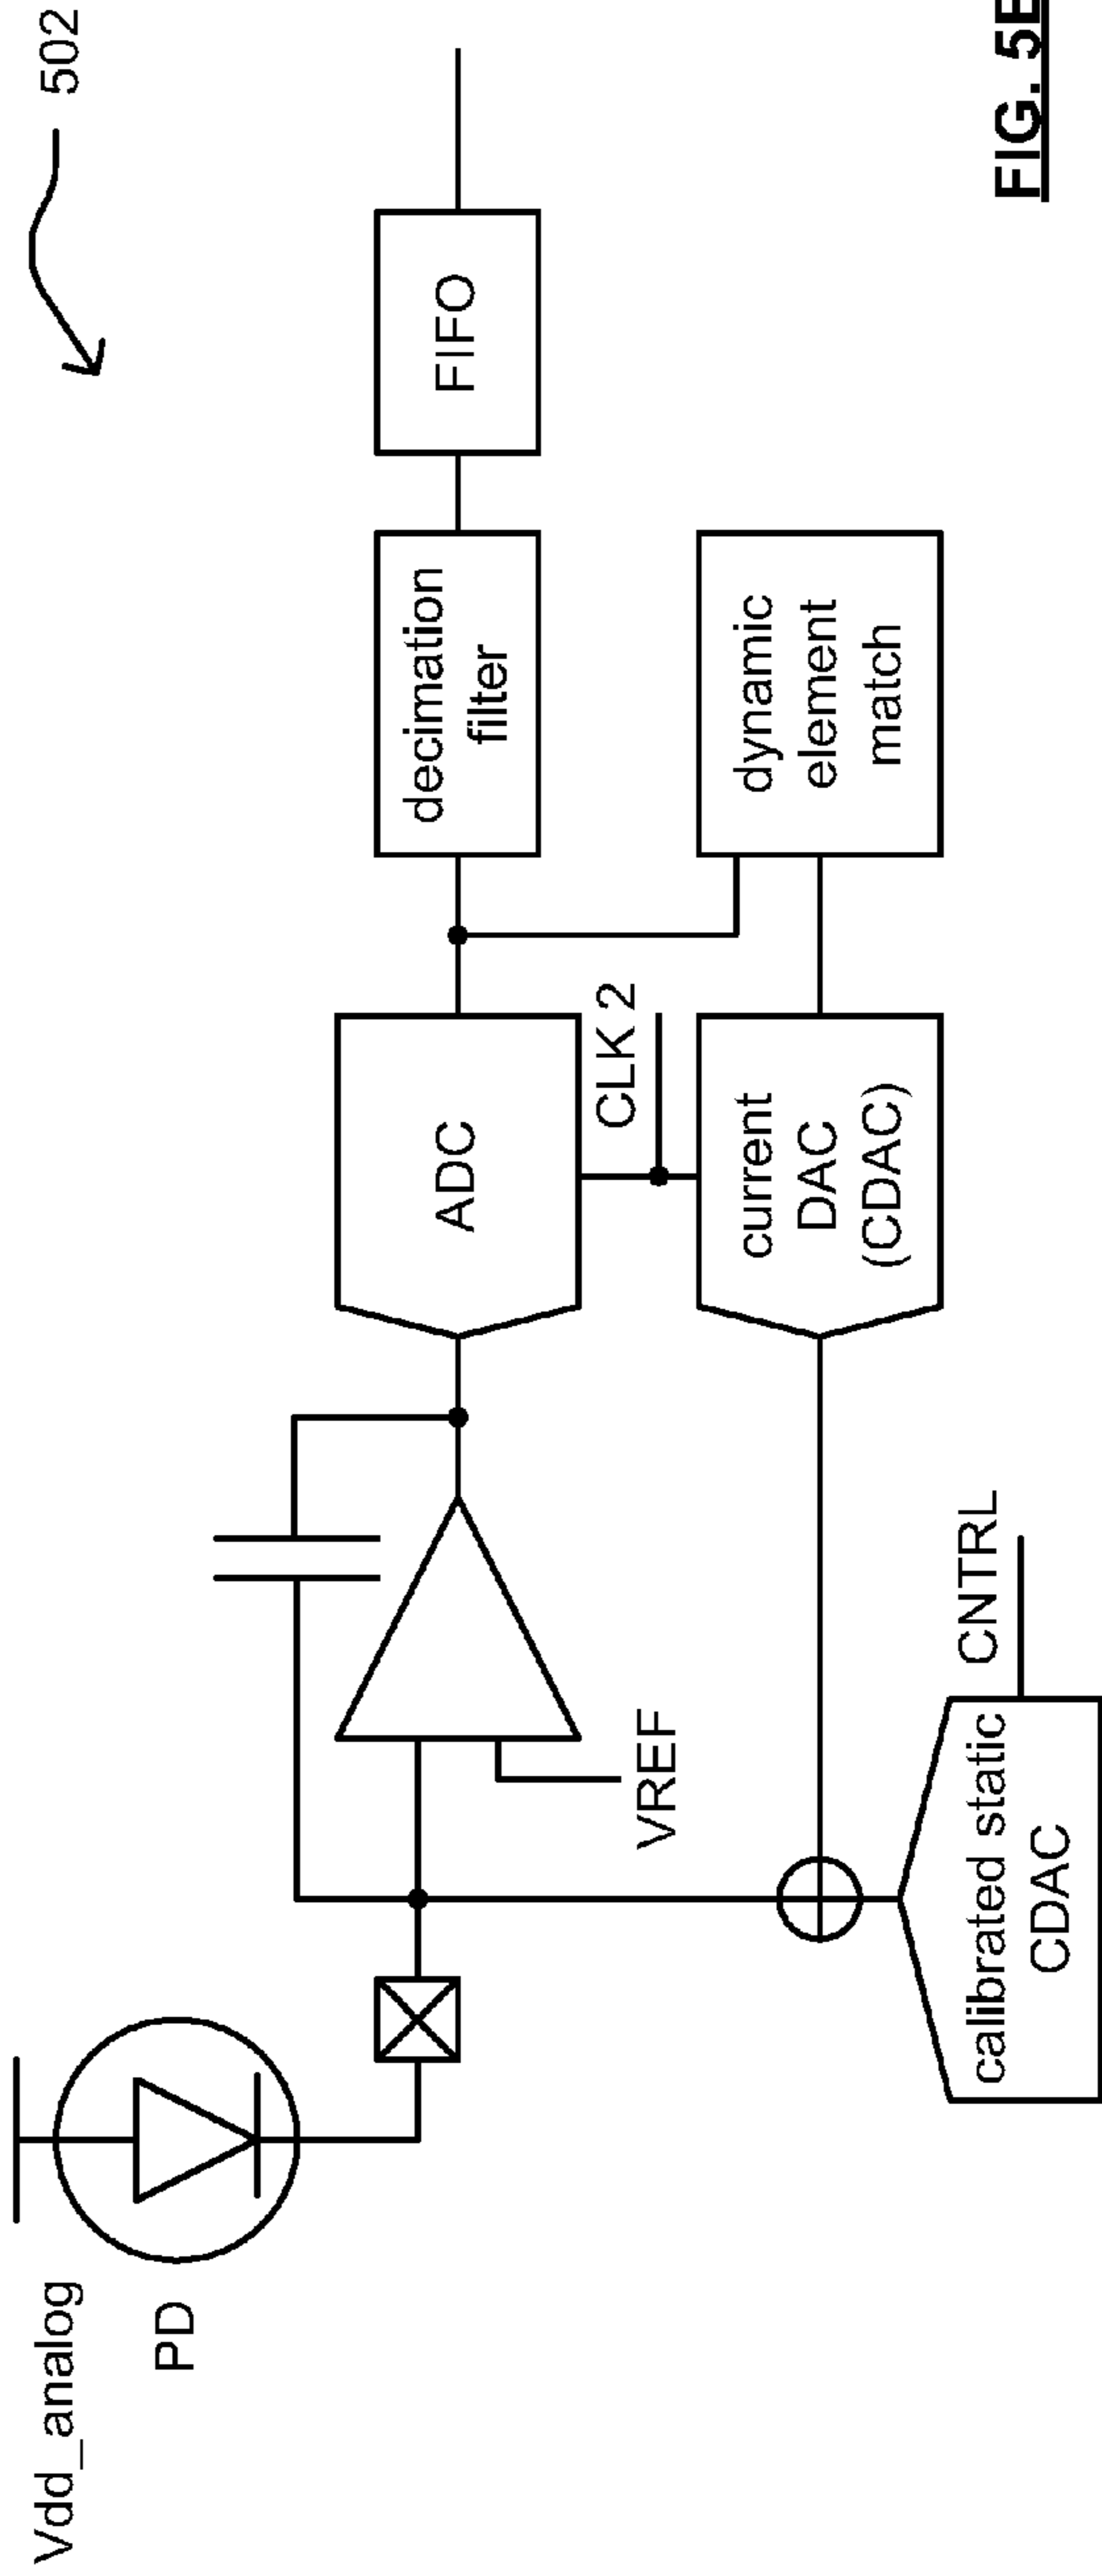 502
Vdd_analog
PD
VREF
ADC
decimation
filter
FIFO
CLK 2
current
DAC
(CDAC)
dynamic
element
match
CNTRL
calibrated static
CDAC
FIG. 5E